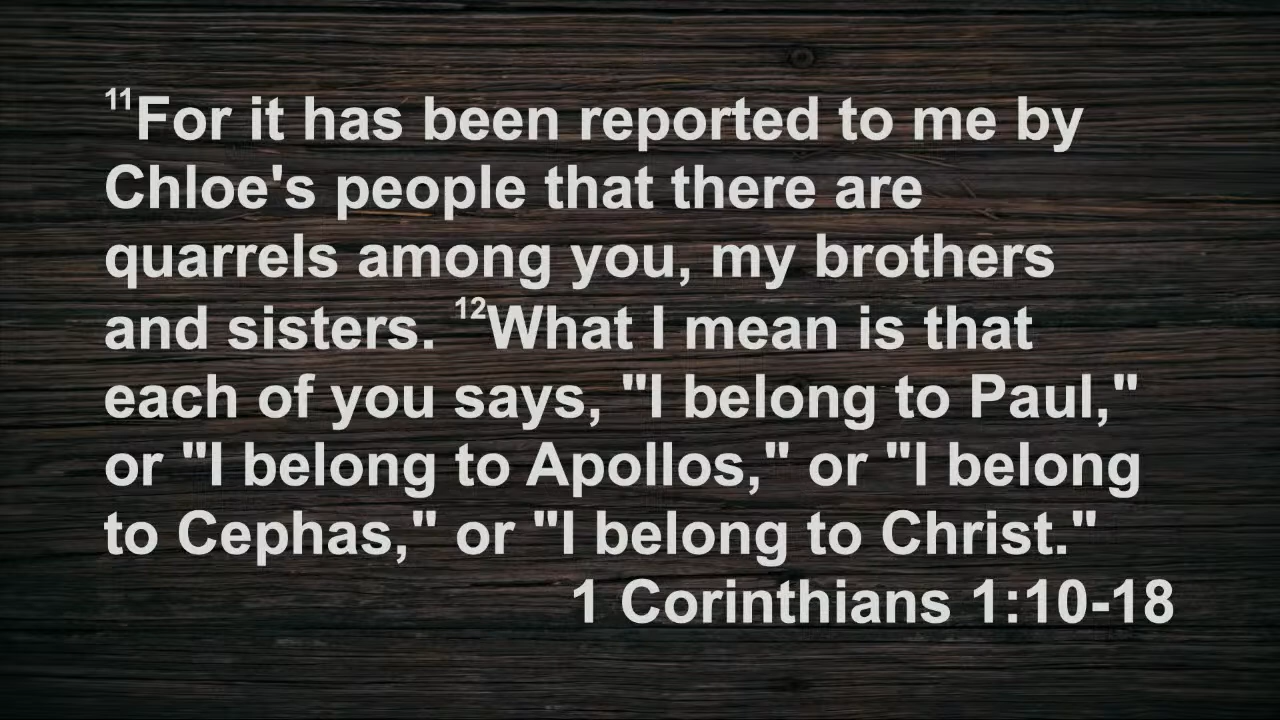 ¹¹For it has been reported to me by
Chloe's people that there are
quarrels among you, my brothers
and sisters. ¹²What I mean is that
each of you says, "I belong to Paul,"
or "I belong to Apollos," or "I belong
to Cephas," or "I belong to Christ."
1 Corinthians 1:10-18